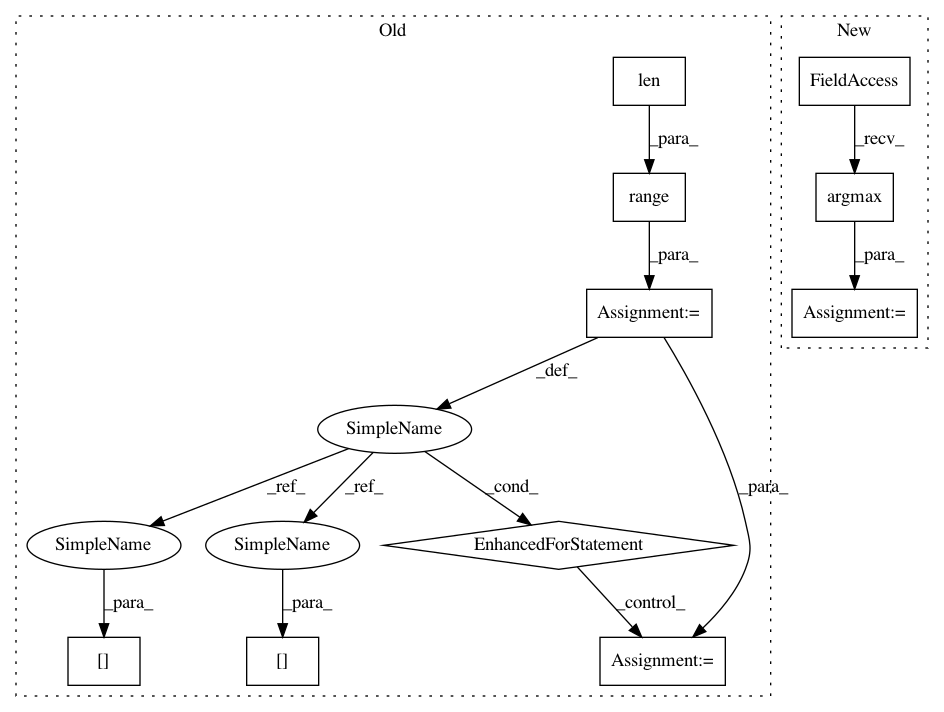 Old
New
len
FieldAccess
_para_
_recv_
range
argmax
_para_
_para_
Assignment:=
Assignment:=
_def_
SimpleName
_ref_
_ref_
_cond_
_para_
SimpleName
SimpleName
EnhancedForStatement
_para_
_para_
_control_
[]
[]
Assignment:=